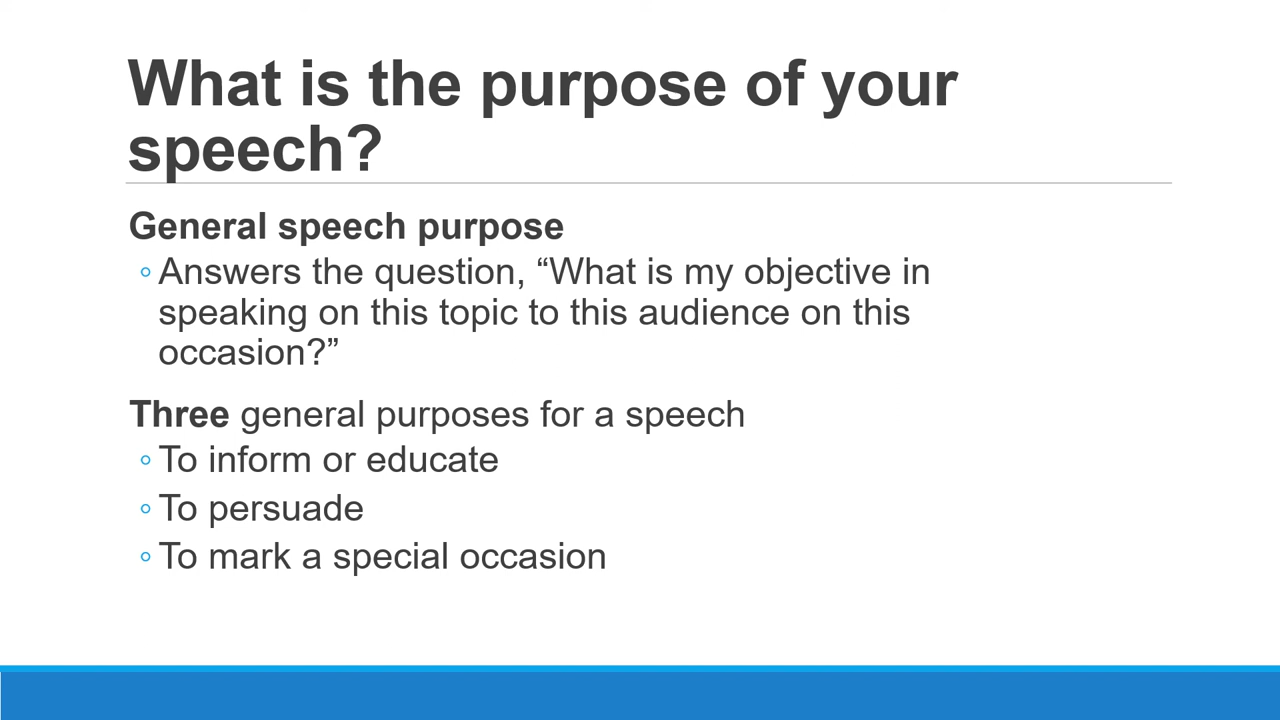 What is the purpose of your
speech?
General speech purpose
◦ Answers the question, “What is my objective in
speaking on this topic to this audience on this
occasion?”
Three general purposes for a speech
◦ To inform or educate
◦ To persuade
◦ To mark a special occasion